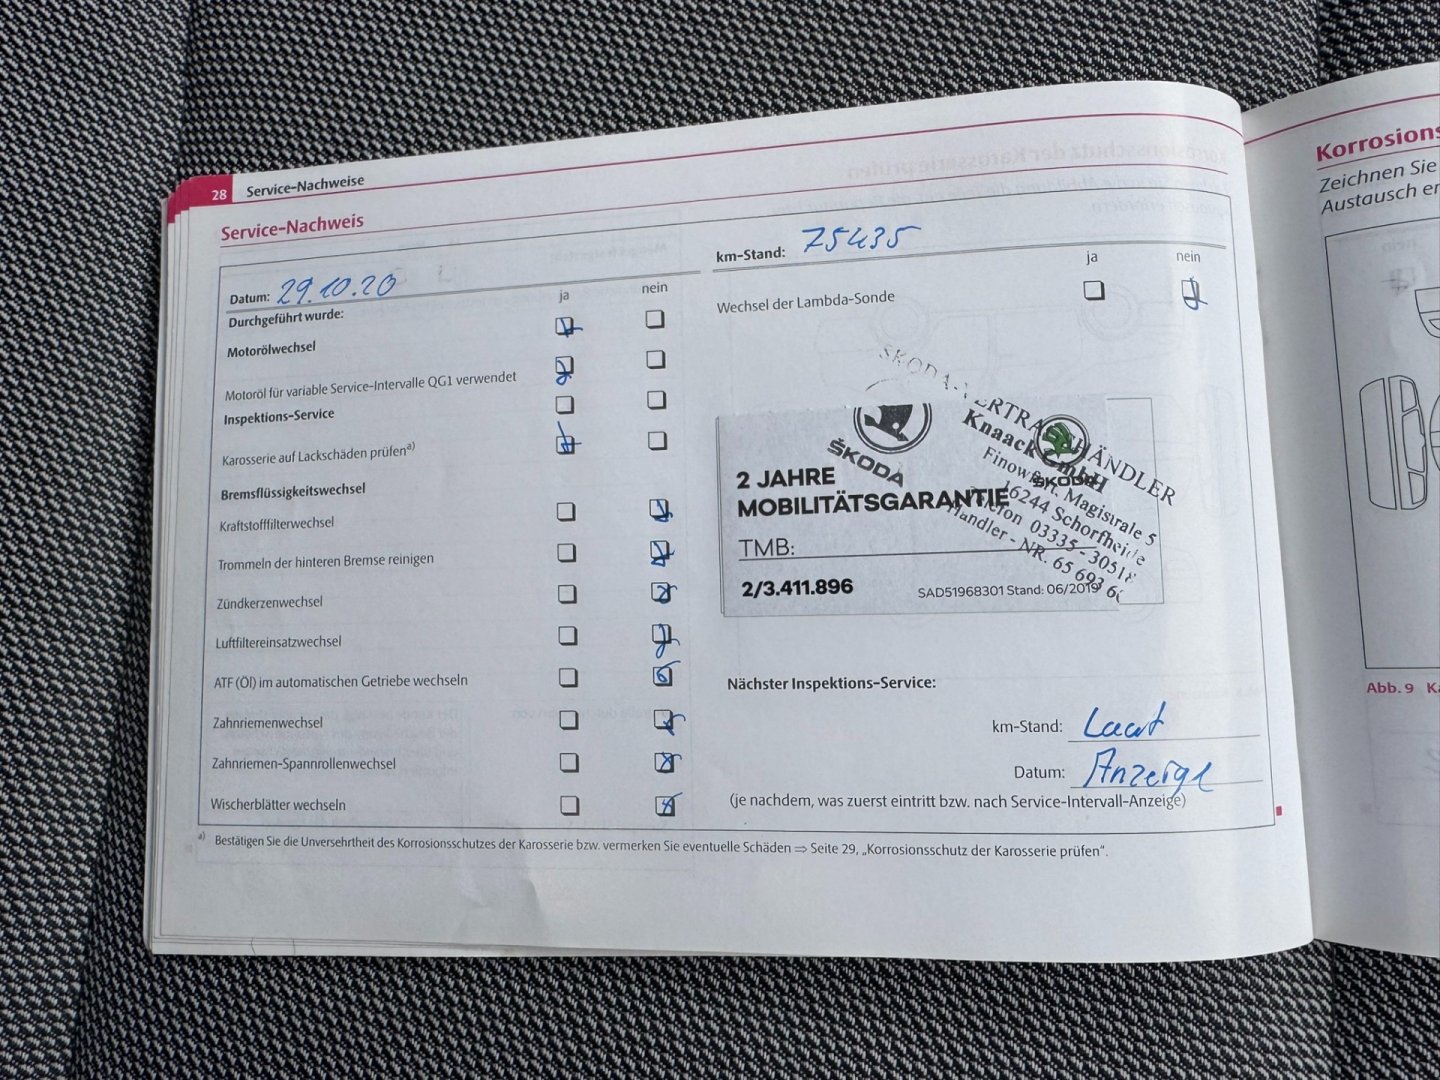 28 Service-Nachweise
Service-Nachweis
Datum: 29.10.20
km-Stand: 75435
Durchgeführt wurde:
ja nein
Motorölwechsel
Motoröl für variable Service-Intervalle QG1 verwendet
Inspektions-Service
Karosserie auf Lackschäden prüfen a)
Bremsflüssigkeitswechsel
Kraftstofffilterwechsel
Trommeln der hinteren Bremse reinigen
Zündkerzenwechsel
Luftfiltereinsatzwechsel
ATF (Öl) im automatischen Getriebe wechseln
Zahnriemenwechsel
Zahnriemen-Spannrollenwechsel
Wischerblätter wechseln
ja nein
Wechsel der Lambda-Sonde
SKODA-VERTRAGSHÄNDLER
Knaack GmbH
Finowfurt. Magistrale 5
16244 Schorfheide
Telefon 03335-30518
Händler-NR. 65 693
ŠKODA
ŠKODA
2 JAHRE
MOBILITÄTSGARANTIE
TMB:
2/3.411.896
SAD51968301 Stand: 06/2019
Nächster Inspektions-Service:
km-Stand: Laut
Datum: Anzeige
(je nachdem, was zuerst eintritt bzw. nach Service-Intervall-Anzeige)
a) Bestätigen Sie die Unversehrtheit des Korrosionsschutzes der Karosserie bzw. vermerken Sie eventuelle Schäden ⇒ Seite 29, „Korrosionsschutz der Karosserie prüfen“.
Korrosions
Zeichnen Sie
Austausch er
Abb. 9 Ka